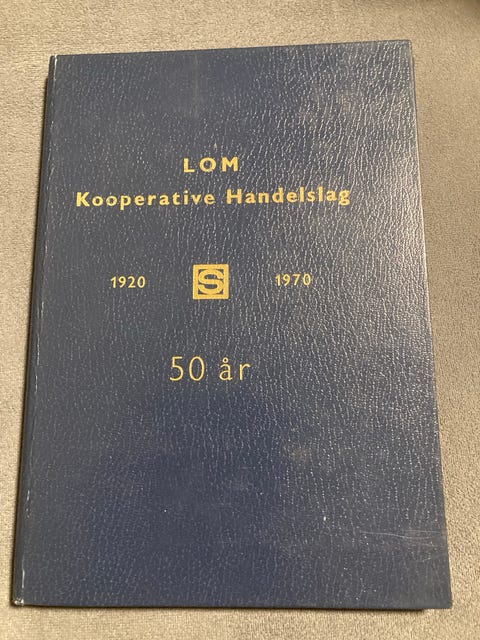 LOM
Kooperative Handelslag
1920 S 1970
50 år